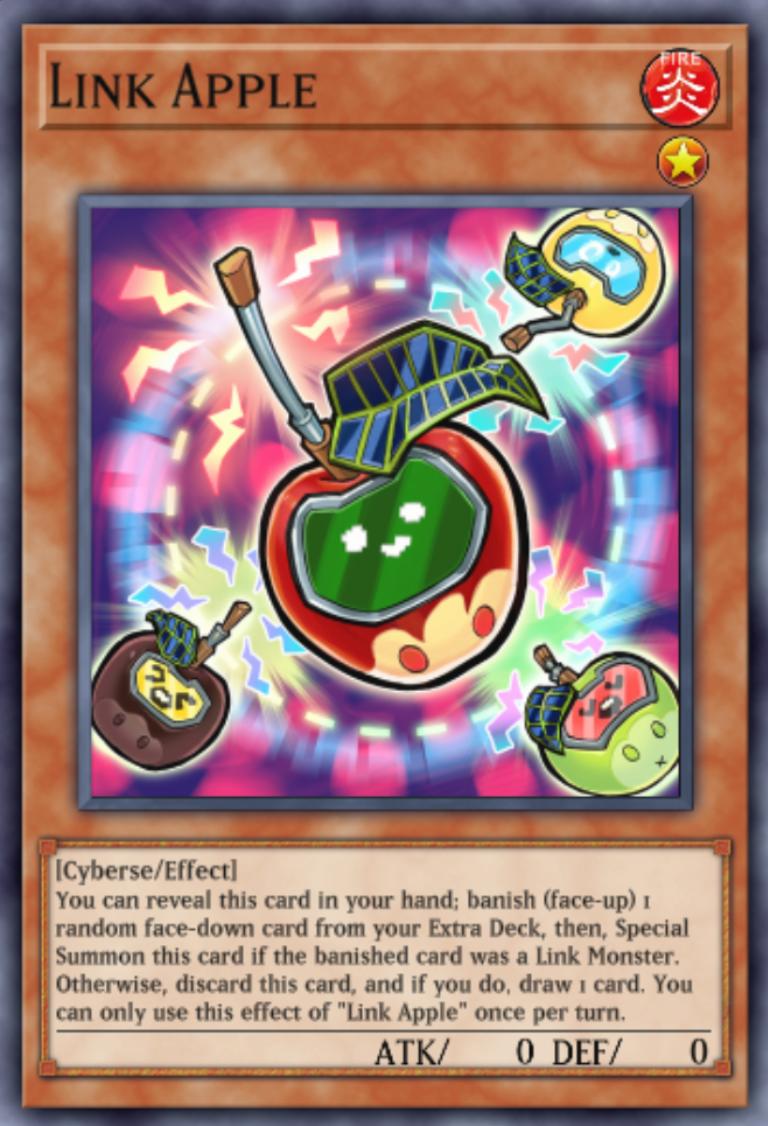 Link Apple
FIRE
炎
[Cyberse/Effect]
You can reveal this card in your hand; banish (face-up) 1
random face-down card from your Extra Deck, then, Special
Summon this card if the banished card was a Link Monster.
Otherwise, discard this card, and if you do, draw 1 card. You
can only use this effect of "Link Apple" once per turn.
ATK/ 0 DEF/ 0